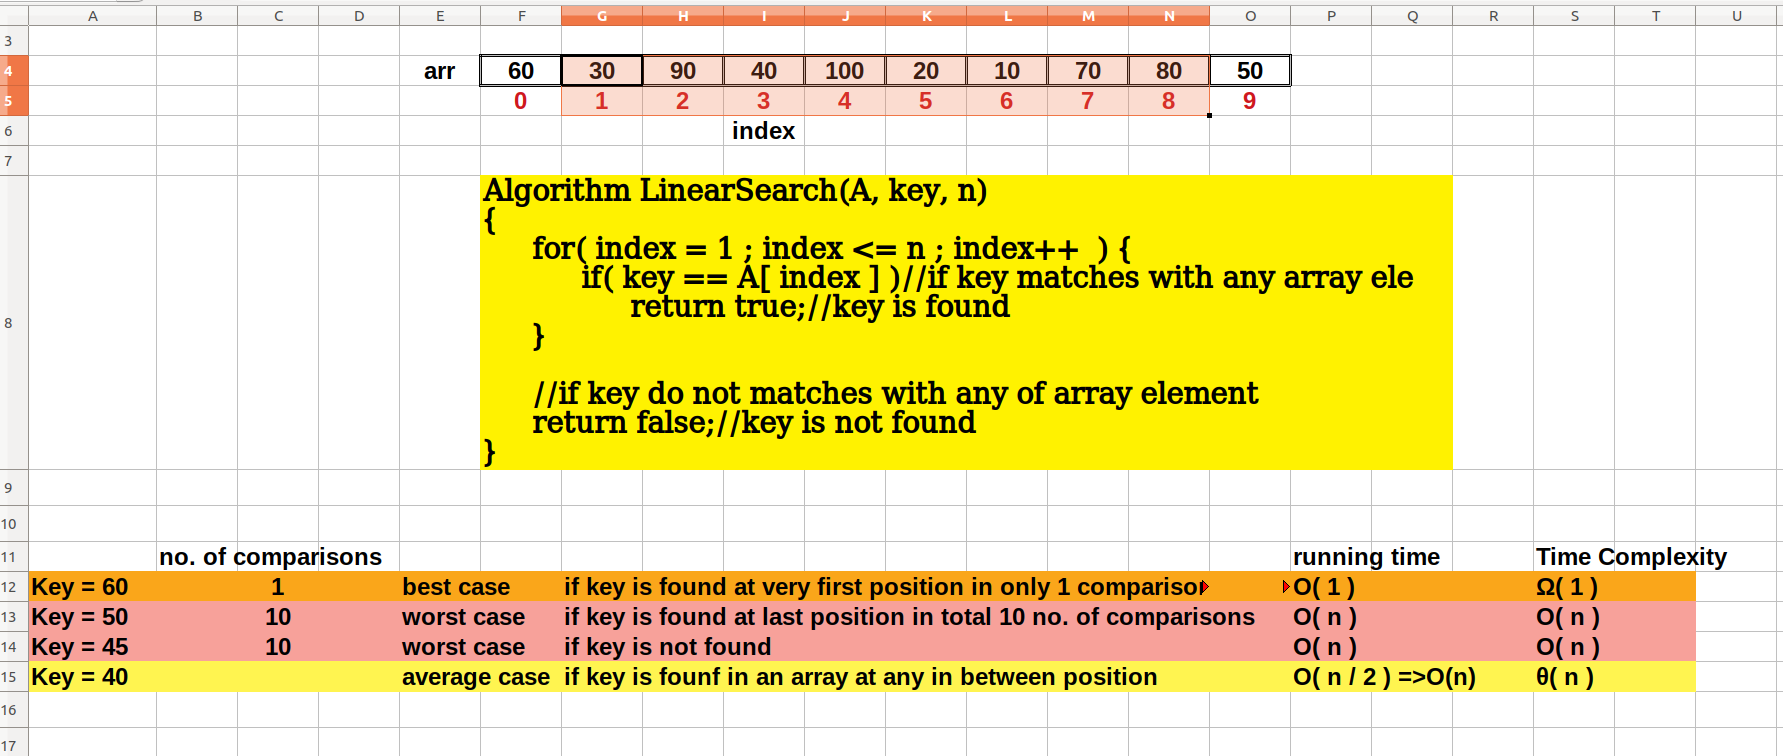 A B C D E F G H I J K L M N O P Q R S T U
3
4 arr 60 30 90 40 100 20 10 70 80 50
5 0 1 2 3 4 5 6 7 8 9
6 index
7
8
Algorithm LinearSearch(A, key, n)
{
for( index = 1 ; index <= n ; index++ ) {
if( key == A[ index ] )//if key matches with any array ele
return true;//key is found
}
//if key do not matches with any of array element
return false;//key is not found
}
9
10
11 no. of comparisons running time Time Complexity
12 Key = 60 1 best case if key is found at very first position in only 1 comparison O( 1 ) Ω( 1 )
13 Key = 50 10 worst case if key is found at last position in total 10 no. of comparisons O( n ) O( n )
14 Key = 45 10 worst case if key is not found O( n ) O( n )
15 Key = 40 average case if key is founf in an array at any in between position O( n / 2 ) =>O(n) θ( n )
16
17